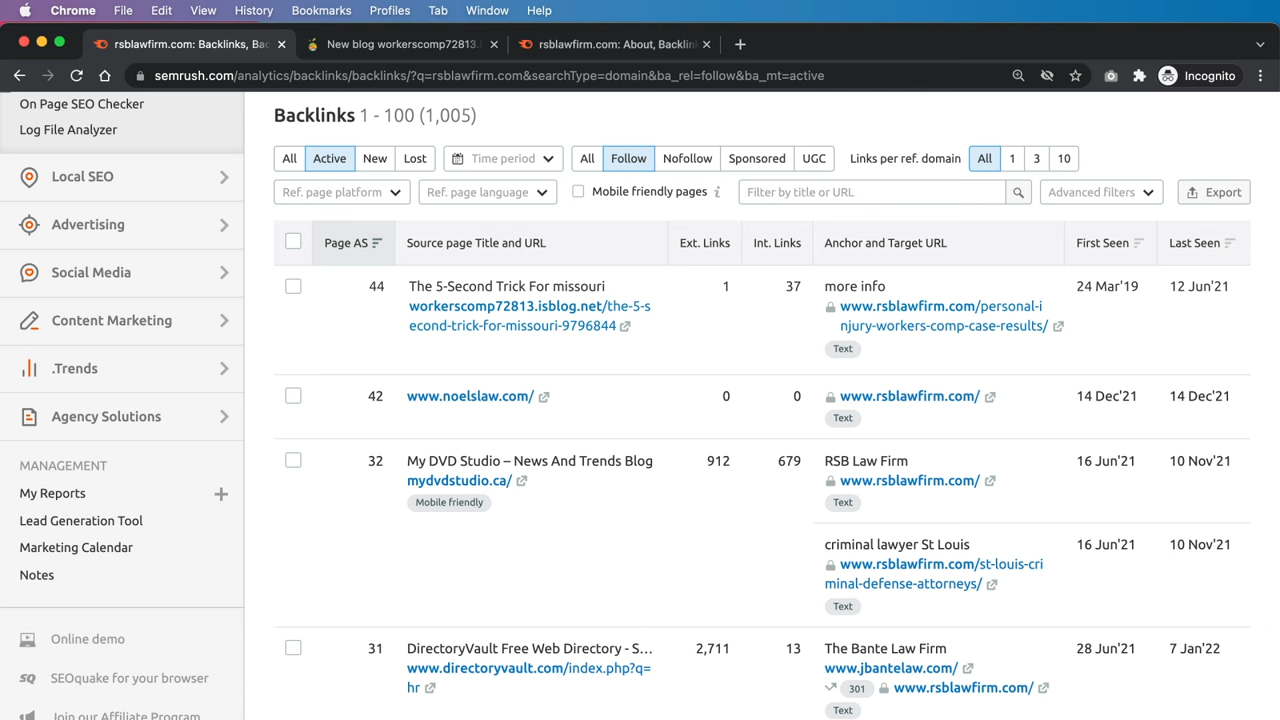 Chrome File Edit View History Bookmarks Profiles Tab Window Help
rsblawfirm.com: Backlinks, Bac
New blog workerscomp72813.i
rsblawfirm.com: About, Backlin
semrush.com/analytics/backlinks/backlinks/?q=rsblawfirm.com&searchType=domain&ba_rel=follow&ba_mt=active
Incognito
On Page SEO Checker
Log File Analyzer
Local SEO
Advertising
Social Media
Content Marketing
.Trends
Agency Solutions
MANAGEMENT
My Reports +
Lead Generation Tool
Marketing Calendar
Notes
Online demo
SEOquake for your browser
Join our Affiliate Program
Backlinks 1 - 100 (1,005)
All Active New Lost Time period All Follow Nofollow Sponsored UGC Links per ref. domain All 1 3 10
Ref. page platform Ref. page language Mobile friendly pages i Filter by title or URL Advanced filters Export
Page AS Source page Title and URL Ext. Links Int. Links Anchor and Target URL First Seen Last Seen
44 The 5-Second Trick For missouri 1 37 more info 24 Mar'19 12 Jun'21
workerscomp72813.isblog.net/the-5-s www.rsblawfirm.com/personal-i
econd-trick-for-missouri-9796844 njury-workers-comp-case-results/
Text
42 www.noelslaw.com/ 0 0 www.rsblawfirm.com/ 14 Dec'21 14 Dec'21
Text
32 My DVD Studio – News And Trends Blog 912 679 RSB Law Firm 16 Jun'21 10 Nov'21
mydvdstudio.ca/ www.rsblawfirm.com/
Mobile friendly Text
criminal lawyer St Louis 16 Jun'21 10 Nov'21
www.rsblawfirm.com/st-louis-cri
minal-defense-attorneys/
Text
31 DirectoryVault Free Web Directory - S... 2,711 13 The Bante Law Firm 28 Jun'21 7 Jan'22
www.directoryvault.com/index.php?q= www.jbantelaw.com/
hr 301 www.rsblawfirm.com/
Text